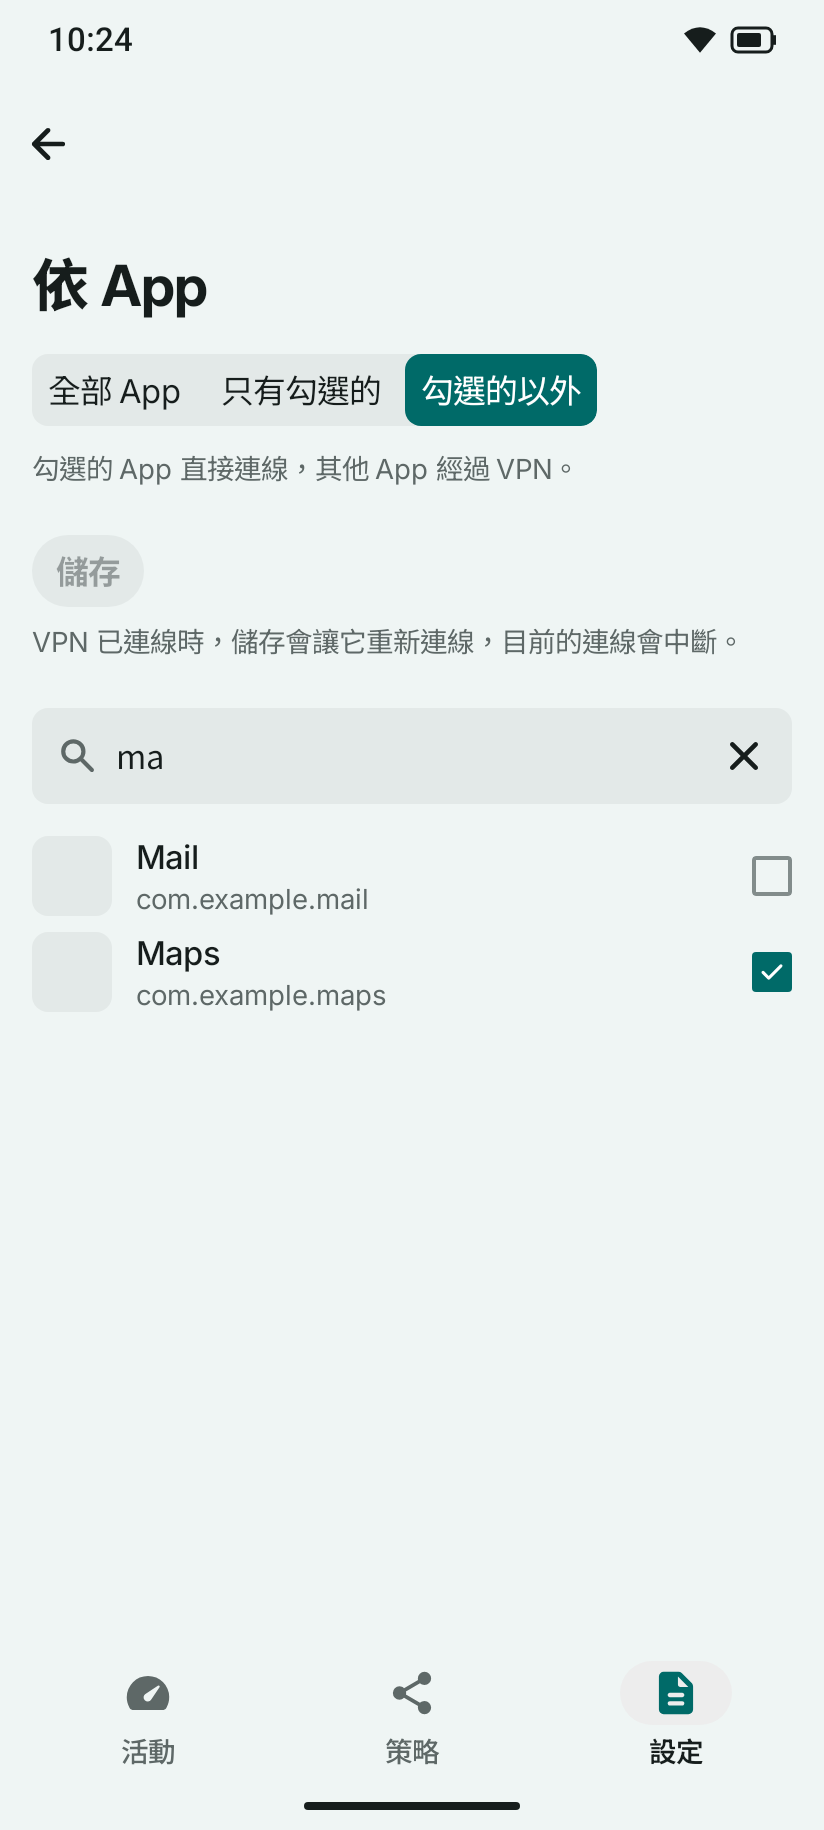 10:24
依 App
全部 App 只有勾選的 勾選的以外
勾選的 App 直接連線，其他 App 經過 VPN。
儲存
VPN 已連線時，儲存會讓它重新連線，目前的連線會中斷。
ma
Mail
com.example.mail
Maps
com.example.maps
活動 策略 設定